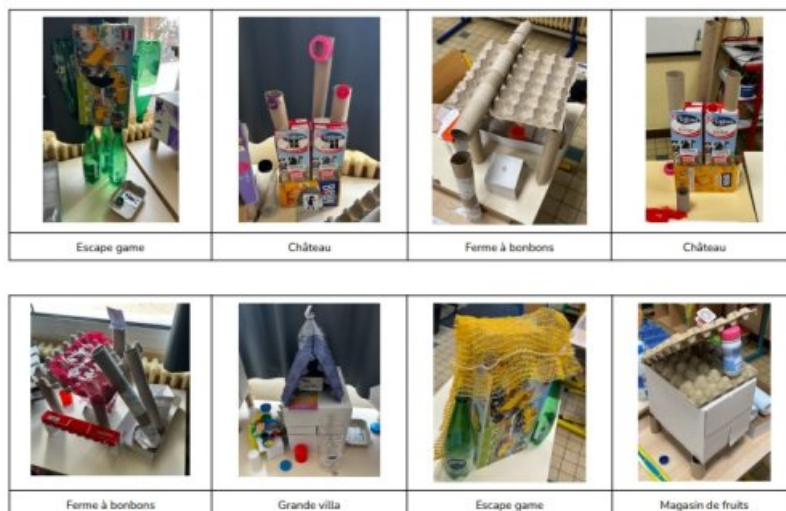 Escape game
Château
Ferme à bonbons
Château
Ferme à bonbons
Grande villa
Escape game
Magasin de fruits